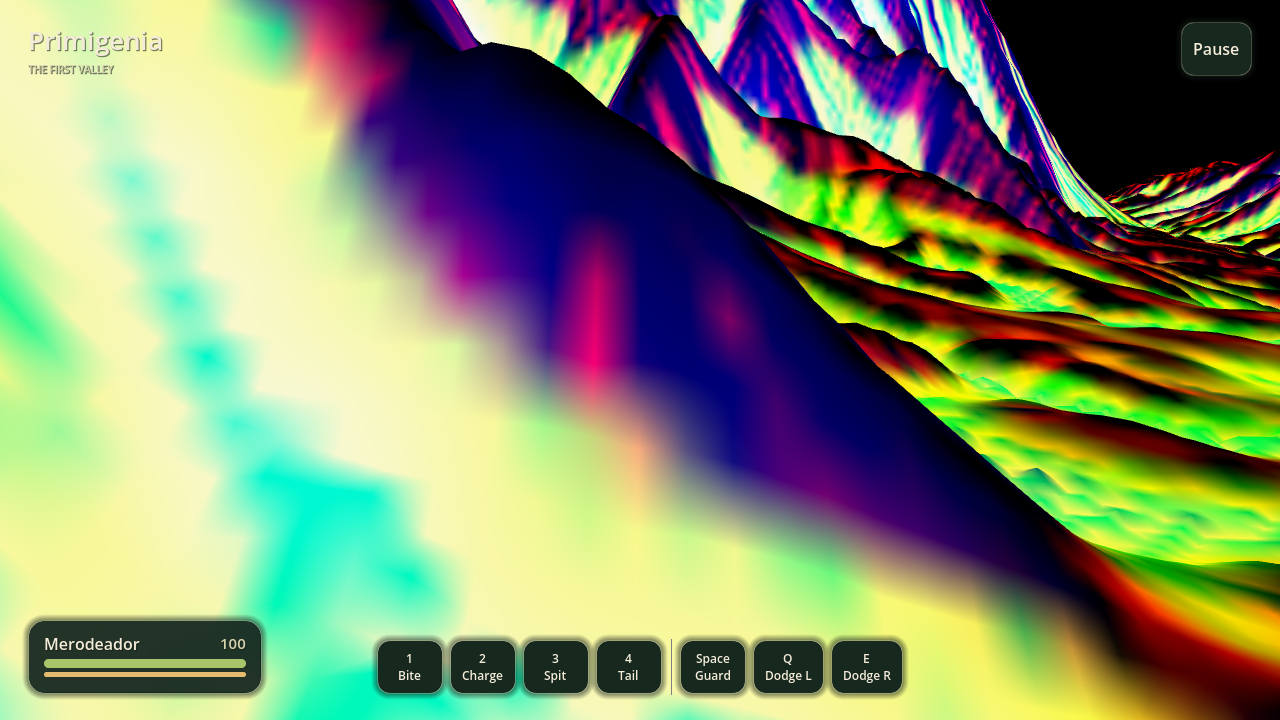 Primigenia
THE FIRST VALLEY
Pause
Merodeador 100
1
Bite
2
Charge
3
Spit
4
Tail
Space
Guard
Q
Dodge L
E
Dodge R